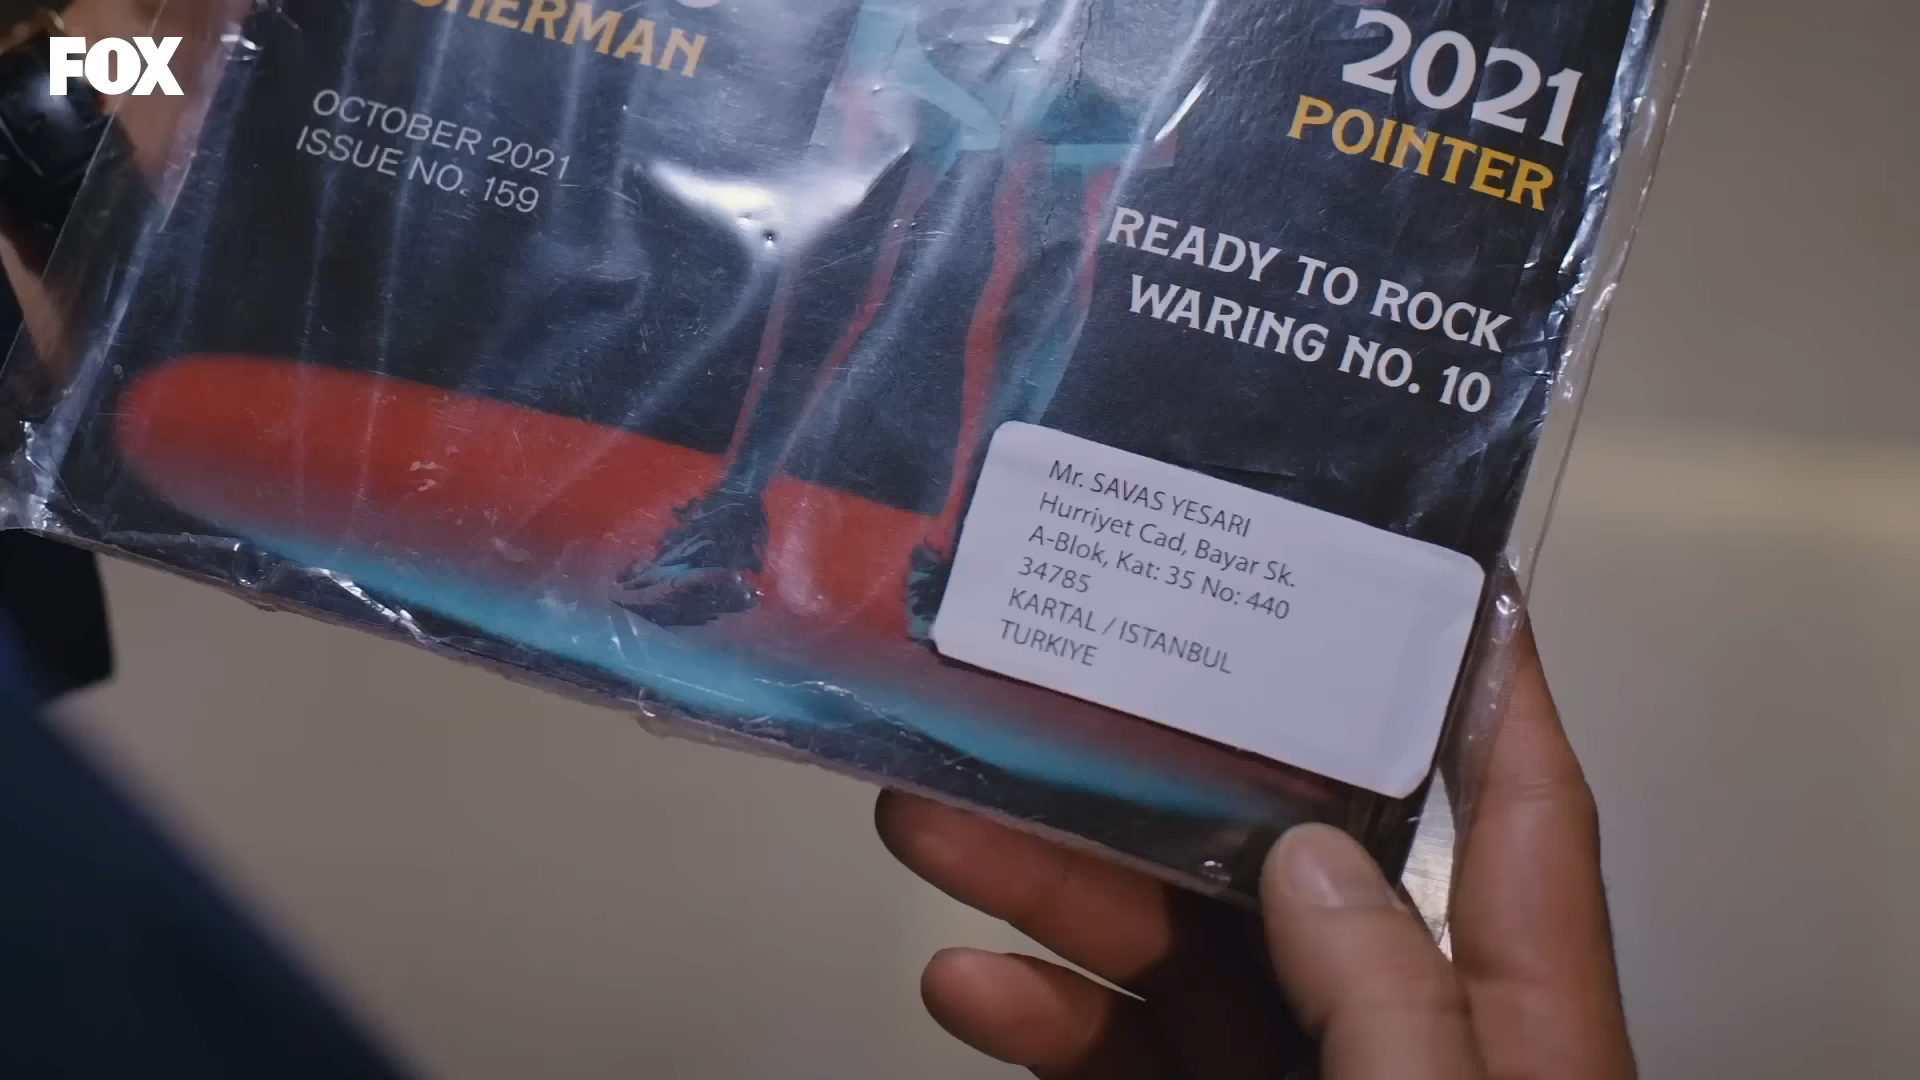 FOX
OCTOBER 2021
ISSUE NO. 159
2021
POINTER
READY TO ROCK
WARING NO. 10
Mr. SAVAS YESARI
Hurriyet Cad, Bayar Sk.
A-Blok, Kat: 35 No: 440
34785
KARTAL / ISTANBUL
TURKIYE